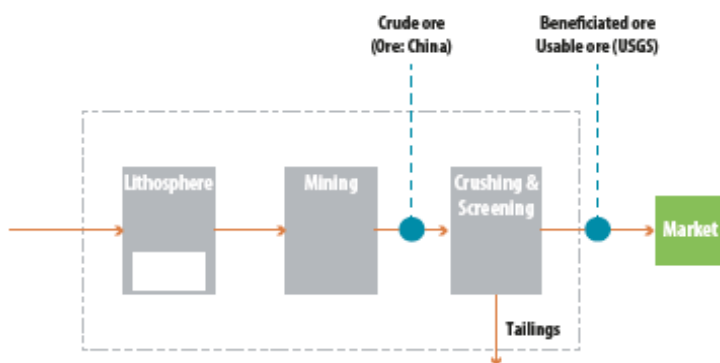 Crude ore
(Ore: China)
Beneficiated ore
Usable ore (USGS)
Lithosphere
Mining
Crushing &
Screening
Market
Tailings